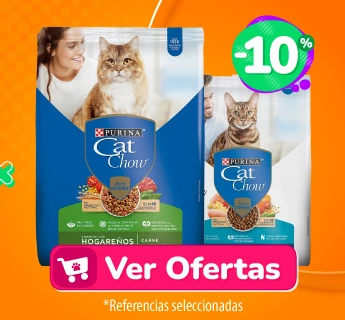 -10%
PURINA
Cat
Chow
HOGAREÑOS
CARNE
PURINA
Cat
Chow
Ver Ofertas
*Referencias seleccionadas